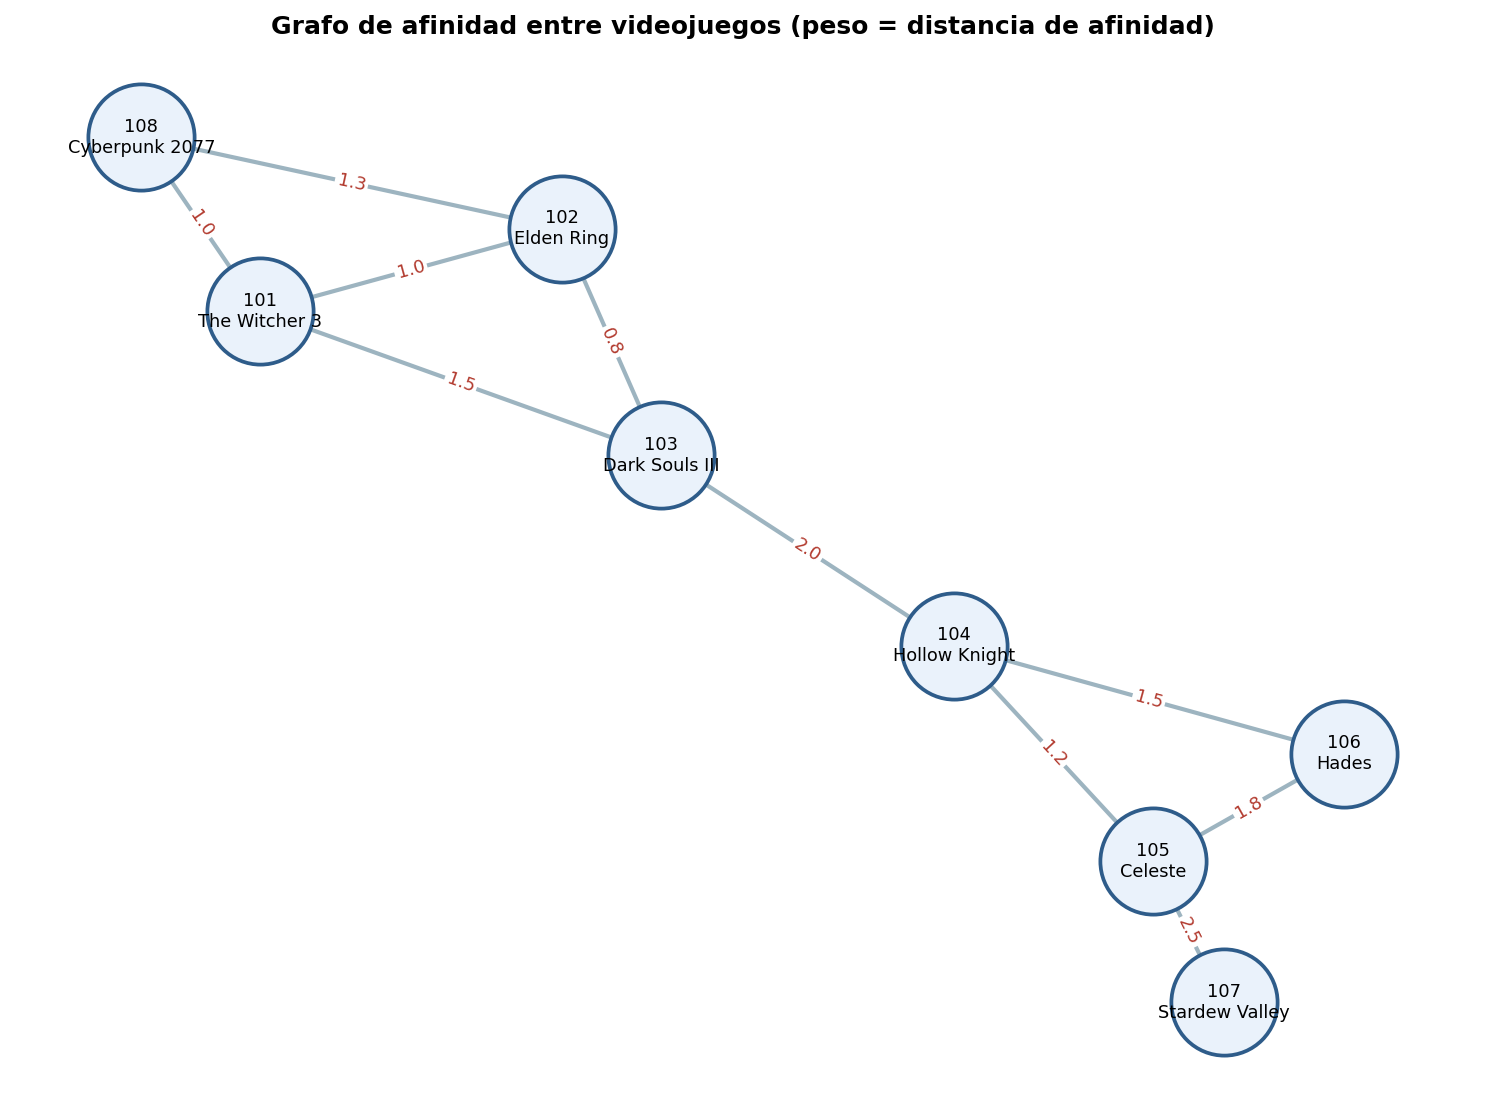 Grafo de afinidad entre videojuegos (peso = distancia de afinidad)
108
Cyberpunk 2077
1.3
102
Elden Ring
1.0
1.0
101
The Witcher 3
0.8
1.5
103
Dark Souls III
2.0
104
Hollow Knight
1.5
106
Hades
1.2
1.8
105
Celeste
2.5
107
Stardew Valley